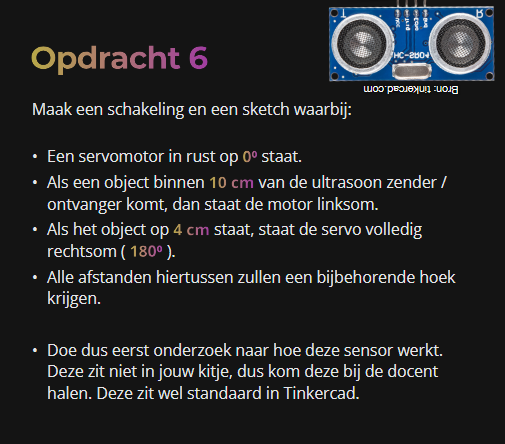 Opdracht 6
HC-SR04
Bron: tinkercad.com
Maak een schakeling en een sketch waarbij:
• Een servomotor in rust op 0⁰ staat.
• Als een object binnen 10 cm van de ultrasoon zender /
ontvanger komt, dan staat de motor linksom.
• Als het object op 4 cm staat, staat de servo volledig
rechtsom ( 180⁰ ).
• Alle afstanden hiertussen zullen een bijbehorende hoek
krijgen.
• Doe dus eerst onderzoek naar hoe deze sensor werkt.
Deze zit niet in jouw kitje, dus kom deze bij de docent
halen. Deze zit wel standaard in Tinkercad.